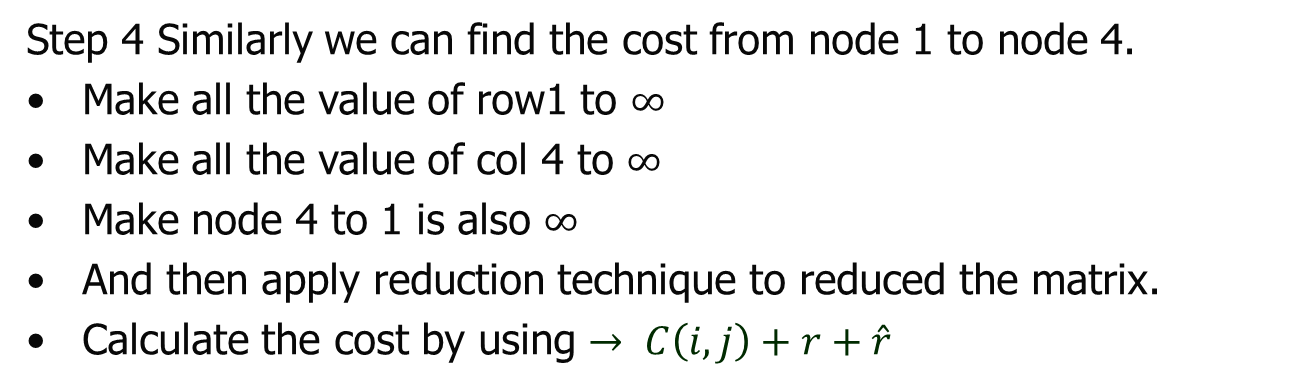 Step 4 Similarly we can find the cost from node 1 to node 4.
• Make all the value of row1 to ∞
• Make all the value of col 4 to ∞
• Make node 4 to 1 is also ∞
• And then apply reduction technique to reduced the matrix.
• Calculate the cost by using → C(i,j) + r + r̂